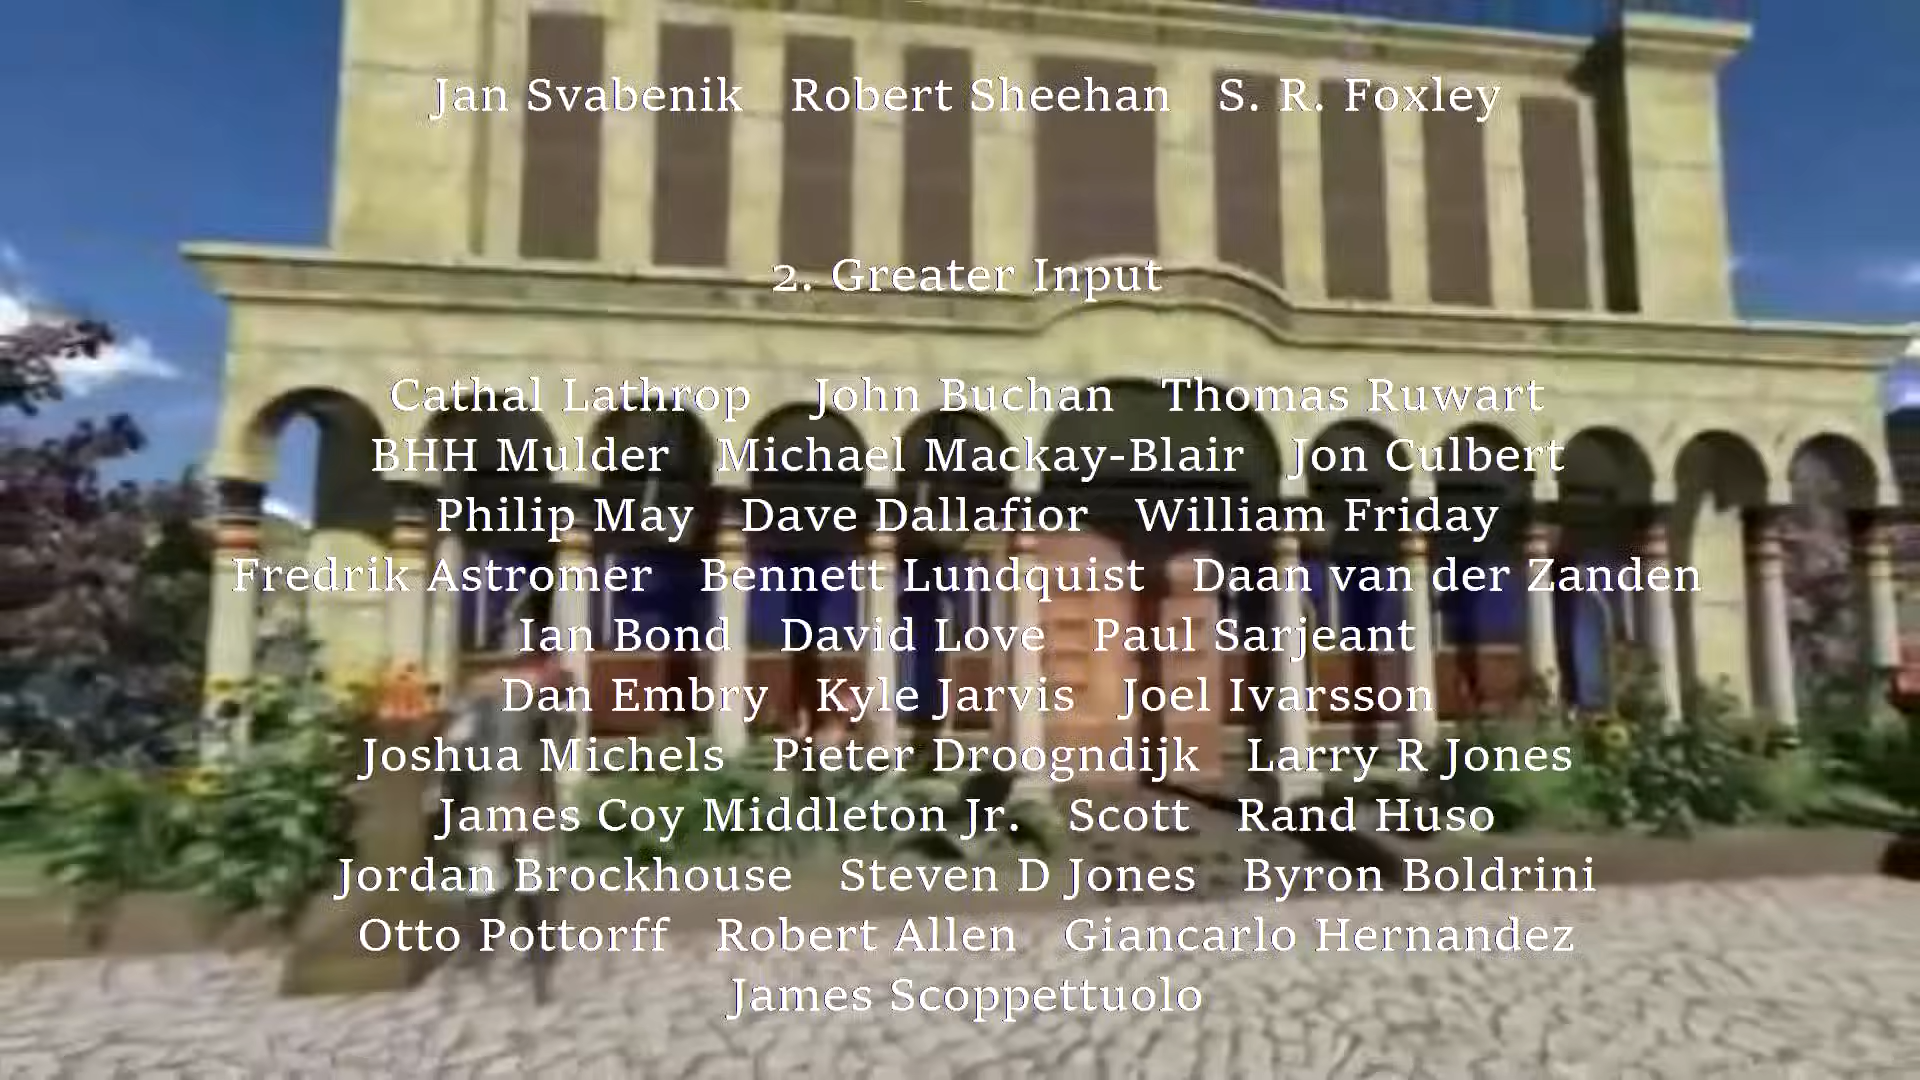 Jan Svabenik Robert Sheehan S. R. Foxley
2. Greater Input
Cathal Lathrop John Buchan Thomas Ruwart
BHH Mulder Michael Mackay-Blair Jon Culbert
Philip May Dave Dallafior William Friday
Fredrik Astromer Bennett Lundquist Daan van der Zanden
Ian Bond David Love Paul Sarjeant
Dan Embry Kyle Jarvis Joel Ivarsson
Joshua Michels Pieter Droogndijk Larry R Jones
James Coy Middleton Jr. Scott Rand Huso
Jordan Brockhouse Steven D Jones Byron Boldrini
Otto Pottorff Robert Allen Giancarlo Hernandez
James Scoppettuolo